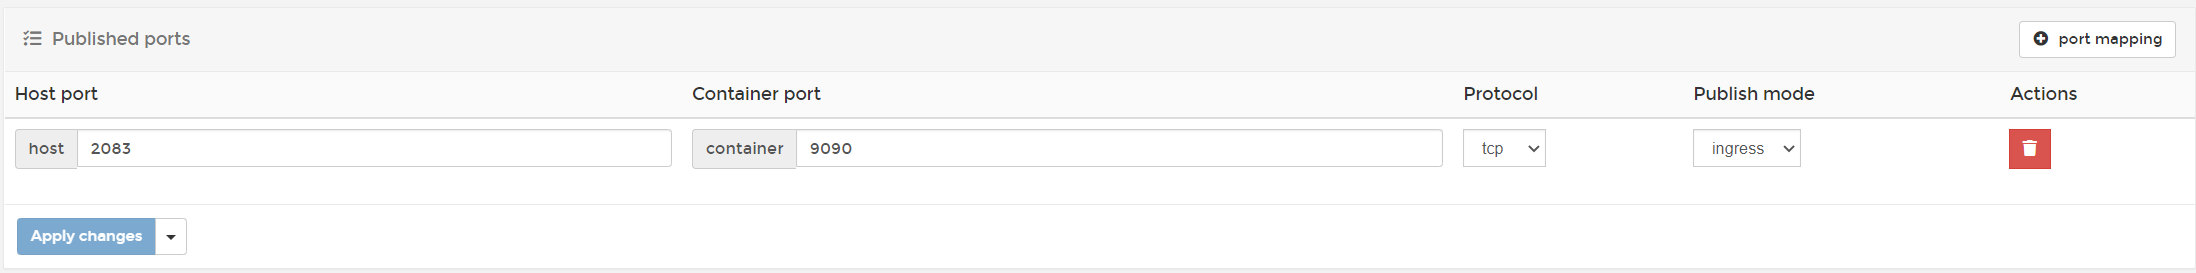 Published ports
port mapping
Host port Container port Protocol Publish mode Actions
host 2083 container 9090 tcp ingress
Apply changes